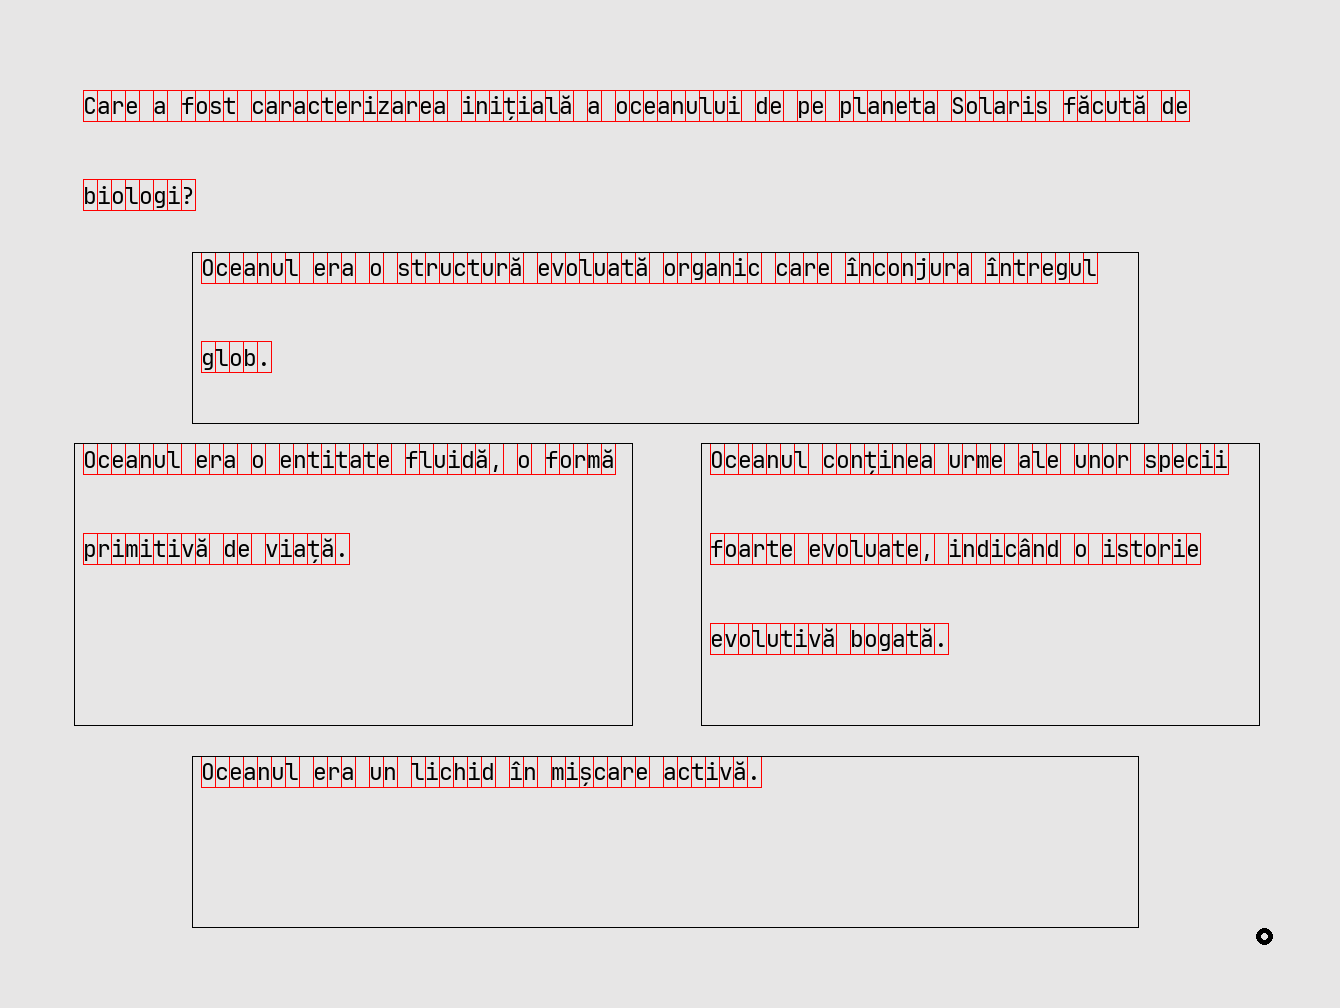 Care a fost caracterizarea inițială a oceanului de pe planeta Solaris făcută de
biologi?
Oceanul era o structură evoluată organic care înconjura întregul
glob.
Oceanul era o entitate fluidă, o formă
primitivă de viață.
Oceanul conținea urme ale unor specii
foarte evoluate, indicând o istorie
evolutivă bogată.
Oceanul era un lichid în mișcare activă.